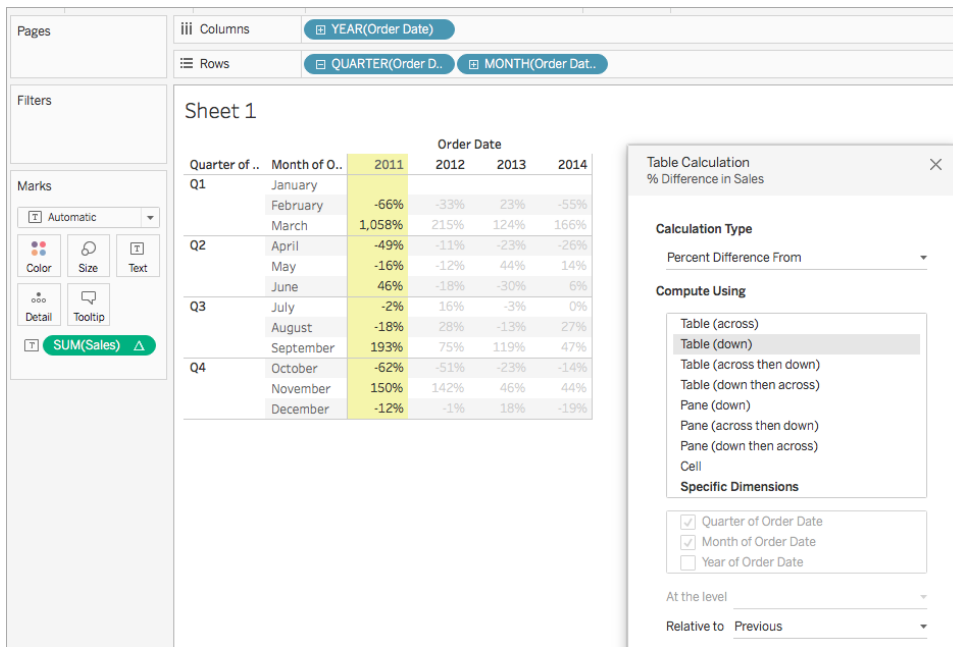 Pages
iii Columns
YEAR(Order Date)
Rows
QUARTER(Order D..
MONTH(Order Dat..
Filters
Sheet 1
Order Date
Quarter of .. Month of O.. 2011 2012 2013 2014
Q1 January
February -66% -33% 23% -55%
March 1,058% 215% 124% 166%
Q2 April -49% -11% -23% -26%
May -16% -12% 44% 14%
June 46% -18% -30% 6%
Q3 July -2% 16% -3% 0%
August -18% 28% -13% 27%
September 193% 75% 119% 47%
Q4 October -62% -51% -23% -14%
November 150% 142% 46% 44%
December -12% -1% 18% -19%
Marks
T Automatic
Color Size Text
Detail Tooltip
T SUM(Sales) Δ
Table Calculation
% Difference in Sales
Calculation Type
Percent Difference From
Compute Using
Table (across)
Table (down)
Table (across then down)
Table (down then across)
Pane (down)
Pane (across then down)
Pane (down then across)
Cell
Specific Dimensions
Quarter of Order Date
Month of Order Date
Year of Order Date
At the level
Relative to Previous